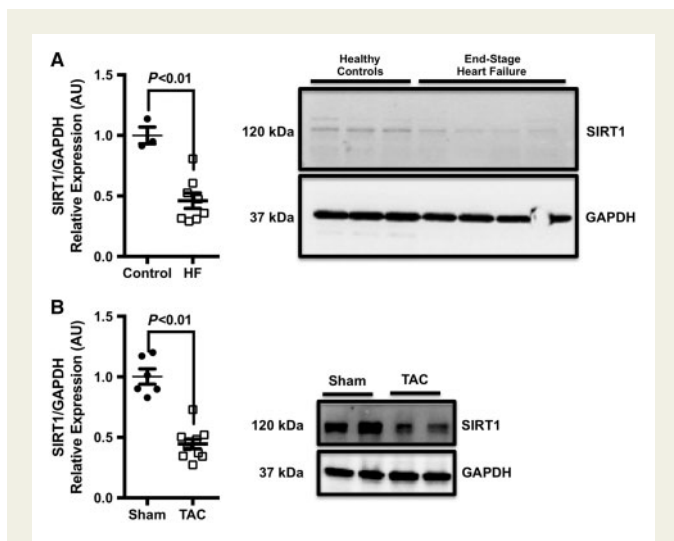 A
1.5
1.0
0.5
0.0
SIRT1/GAPDH
Relative Expression (AU)
P<0.01
Control HF
Healthy
Controls
End-Stage
Heart Failure
120 kDa
SIRT1
37 kDa
GAPDH
B
1.5
1.0
0.5
0.0
SIRT1/GAPDH
Relative Expression (AU)
P<0.01
Sham TAC
Sham TAC
120 kDa
SIRT1
37 kDa
GAPDH